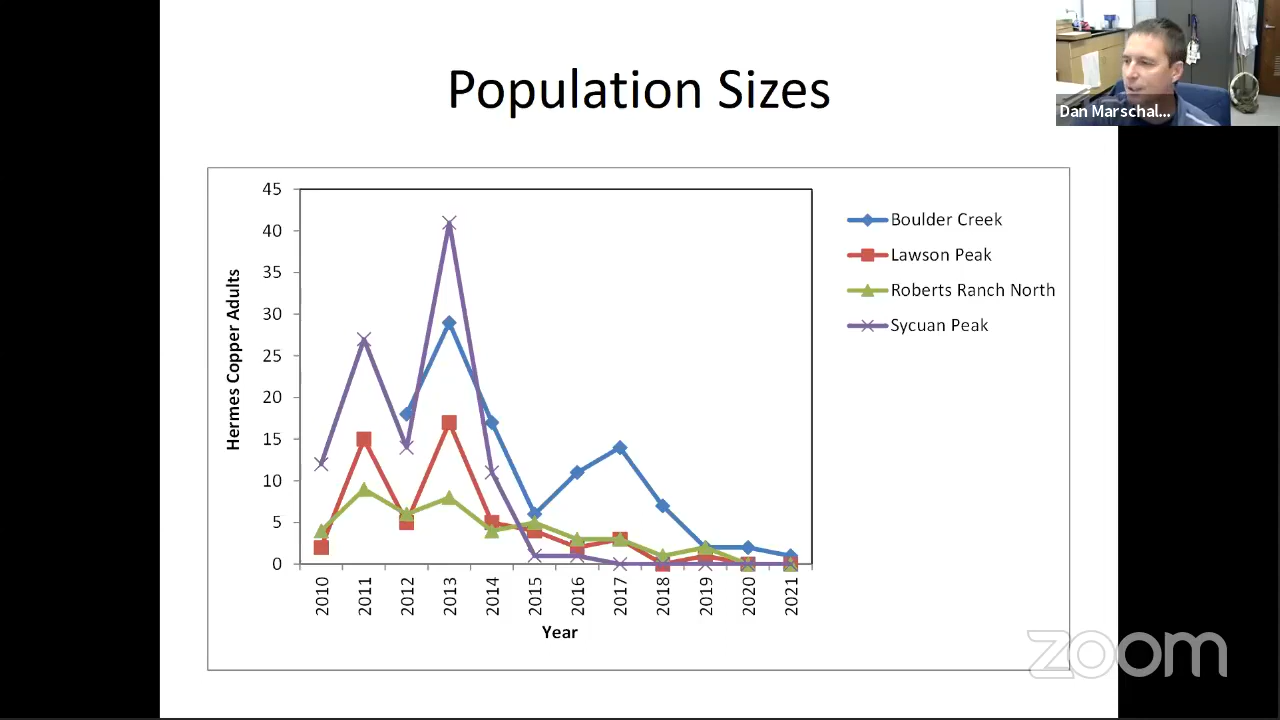 Population Sizes
Dan Marschal...
45
40
35
30
25
20
15
10
5
0
Hermes Copper Adults
2010
2011
2012
2013
2014
2015
2016
2017
2018
2019
2020
2021
Year
Boulder Creek
Lawson Peak
Roberts Ranch North
Sycuan Peak
zoom